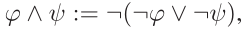 φ ∧ ψ := ¬(¬φ ∨ ¬ψ),